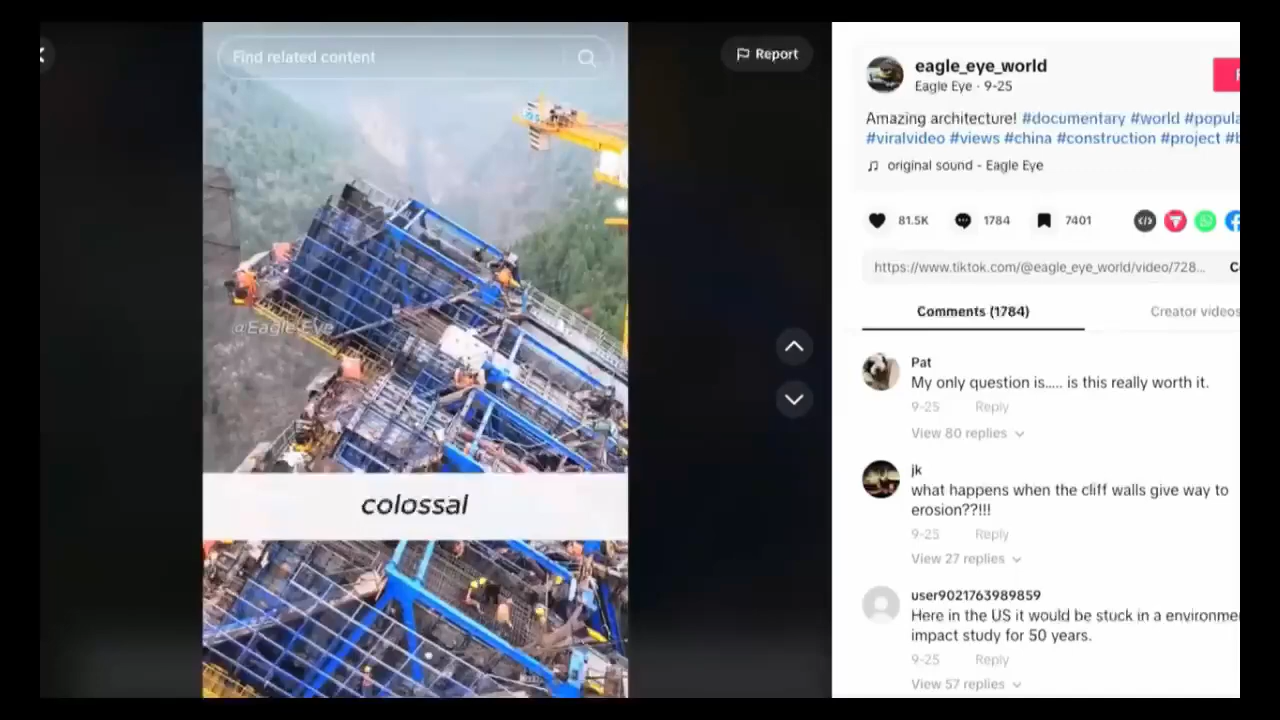 Find related content
Report
@Eagle Eye
colossal
eagle_eye_world
Eagle Eye · 9-25
Amazing architecture! #documentary #world #popula
#viralvideo #views #china #construction #project #b
original sound - Eagle Eye
81.5K
1784
7401
https://www.tiktok.com/@eagle_eye_world/video/728...
Comments (1784)
Creator videos
Pat
My only question is..... is this really worth it.
9-25 Reply
View 80 replies
jk
what happens when the cliff walls give way to
erosion??!!!
9-25 Reply
View 27 replies
user9021763989859
Here in the US it would be stuck in a environme
impact study for 50 years.
9-25 Reply
View 57 replies